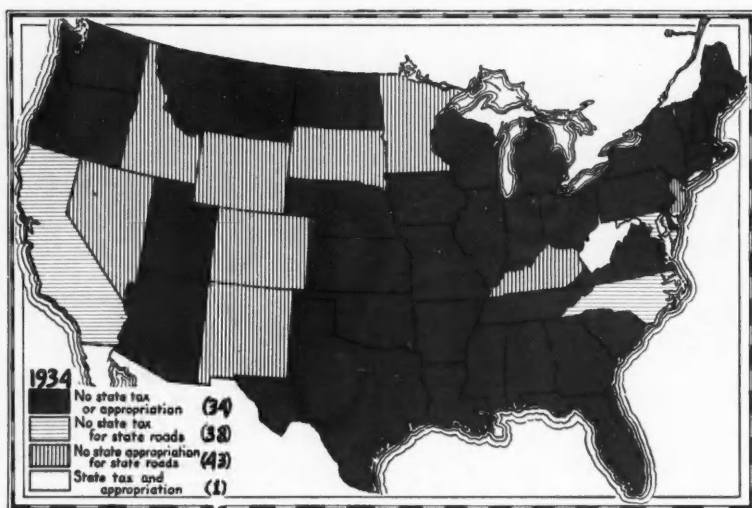 1934
No state tax
or appropriation (34)
No state tax
for state roads (38)
No state appropriation
for state roads (43)
State tax and
appropriation (1)